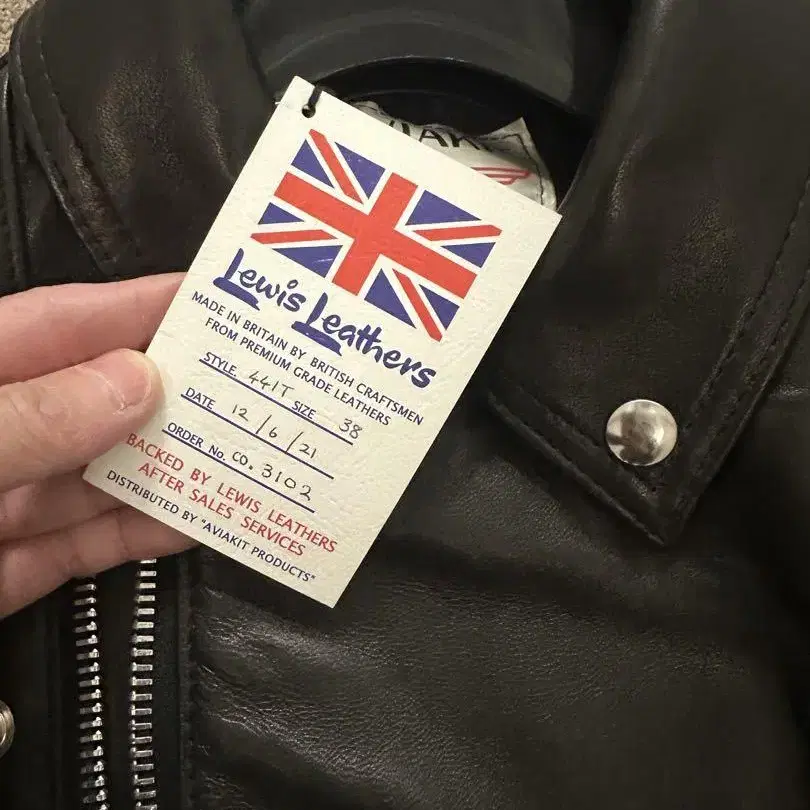 Lewis Leathers
MADE IN BRITAIN BY BRITISH CRAFTSMEN
FROM PREMIUM GRADE LEATHERS
STYLE. 441T SIZE 38
DATE 12/6/21
ORDER No. CO. 3102
BACKED BY LEWIS LEATHERS
AFTER SALES SERVICES
DISTRIBUTED BY "AVIAKIT PRODUCTS"